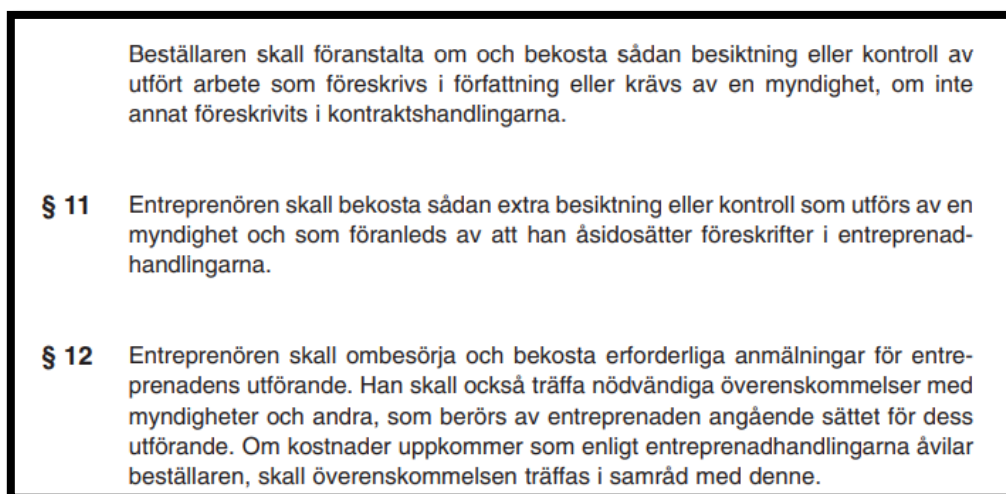 Beställaren skall föranstalta om och bekosta sådan besiktning eller kontroll av
utfört arbete som föreskrivs i författning eller krävs av en myndighet, om inte
annat föreskrivits i kontraktshandlingarna.
§ 11 Entreprenören skall bekosta sådan extra besiktning eller kontroll som utförs av en
myndighet och som föranleds av att han åsidosätter föreskrifter i entreprenad-
handlingarna.
§ 12 Entreprenören skall ombesörja och bekosta erforderliga anmälningar för entre-
prenadens utförande. Han skall också träffa nödvändiga överenskommelser med
myndigheter och andra, som berörs av entreprenaden angående sättet för dess
utförande. Om kostnader uppkommer som enligt entreprenadhandlingarna åvilar
beställaren, skall överenskommelsen träffas i samråd med denne.